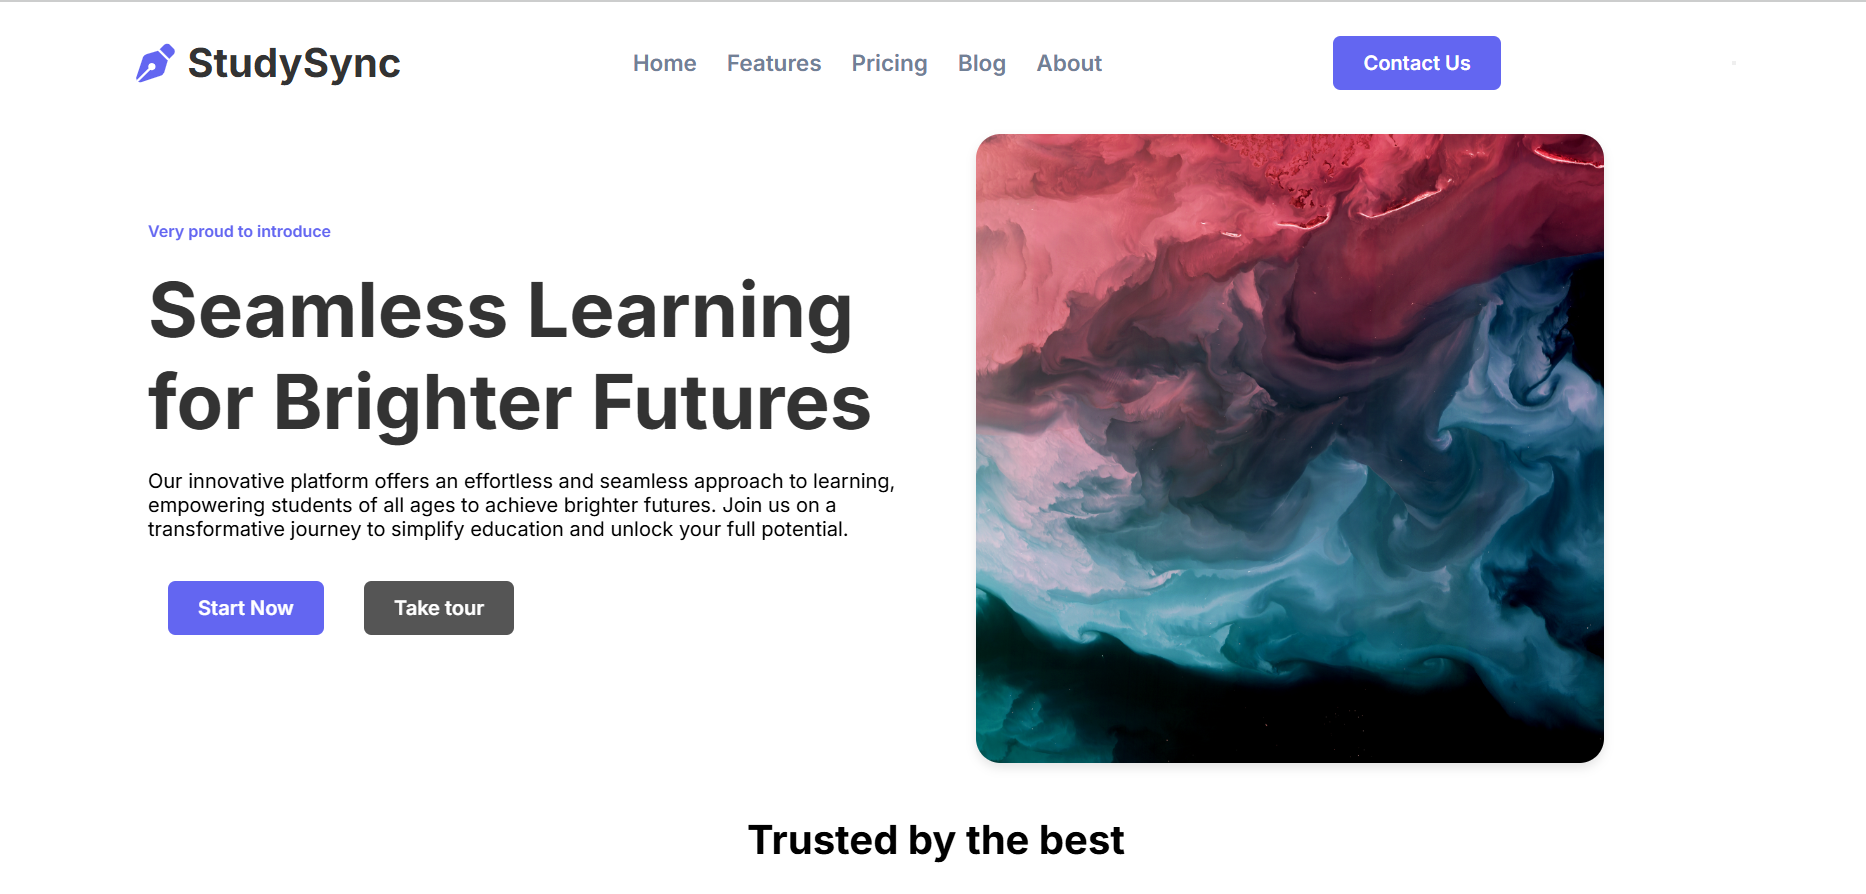 StudySync
Home Features Pricing Blog About
Contact Us
Very proud to introduce
Seamless Learning
for Brighter Futures
Our innovative platform offers an effortless and seamless approach to learning,
empowering students of all ages to achieve brighter futures. Join us on a
transformative journey to simplify education and unlock your full potential.
Start Now
Take tour
Trusted by the best